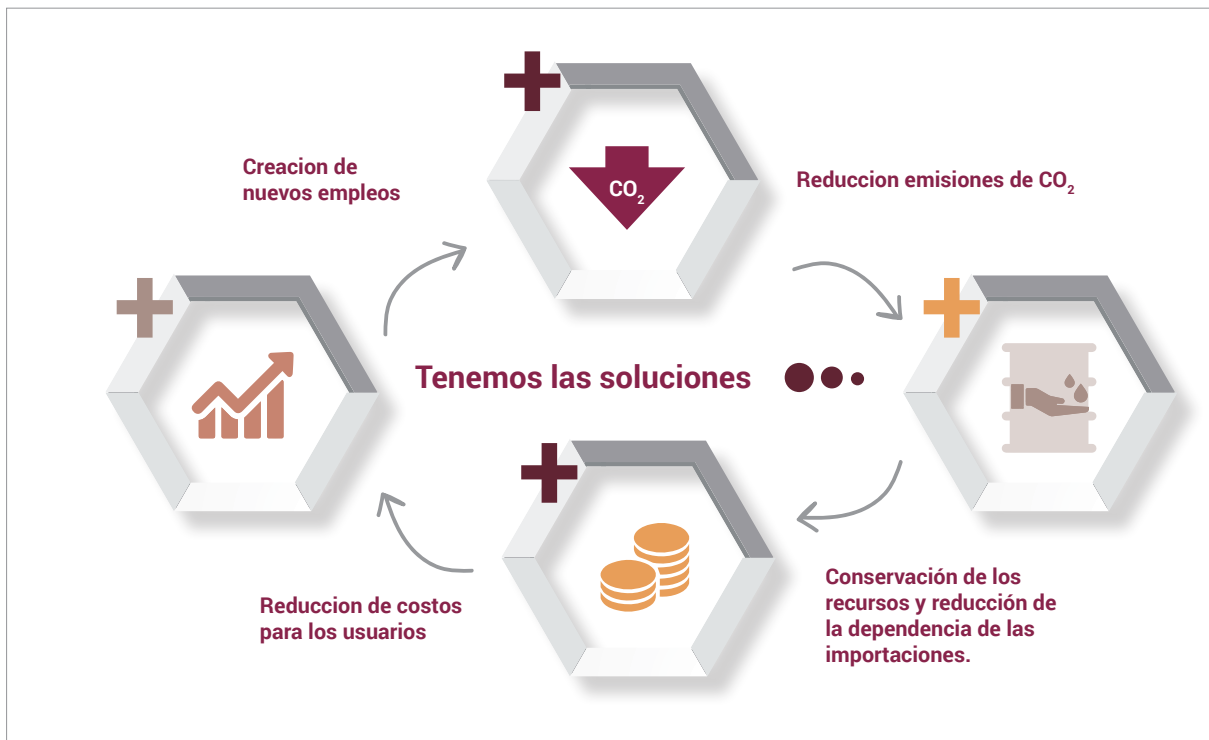 Creacion de
nuevos empleos
CO₂
Reduccion emisiones de CO₂
Tenemos las soluciones
Reduccion de costos
para los usuarios
Conservación de los
recursos y reducción de
la dependencia de las
importaciones.